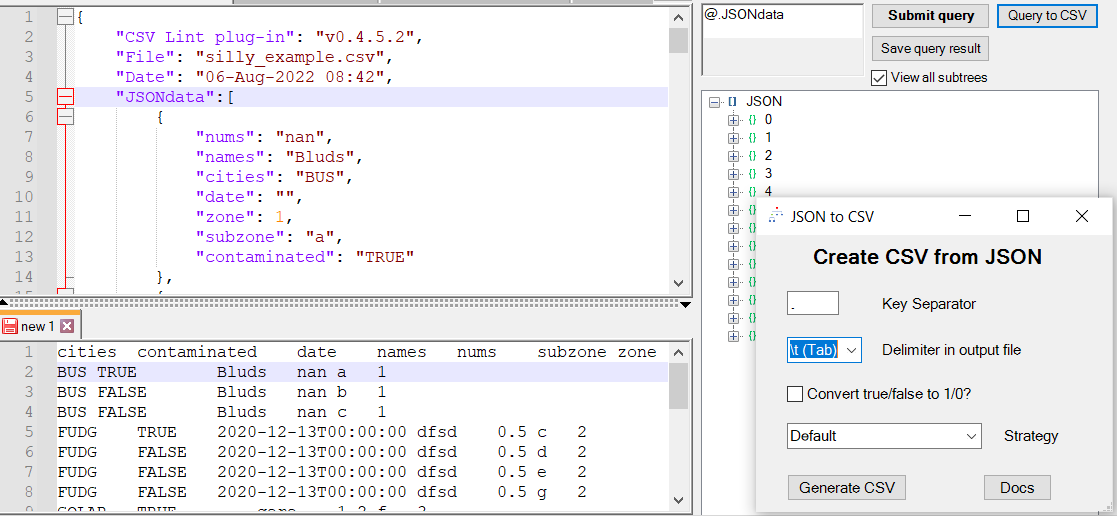 1 {
2 "CSV Lint plug-in": "v0.4.5.2",
3 "File": "silly_example.csv",
4 "Date": "06-Aug-2022 08:42",
5 "JSONdata":[
6 {
7 "nums": "nan",
8 "names": "Bluds",
9 "cities": "BUS",
10 "date": "",
11 "zone": 1,
12 "subzone": "a",
13 "contaminated": "TRUE"
14 },
new 1
1 cities contaminated date names nums subzone zone
2 BUS TRUE Bluds nan a 1
3 BUS FALSE Bluds nan b 1
4 BUS FALSE Bluds nan c 1
5 FUDG TRUE 2020-12-13T00:00:00 dfsd 0.5 c 2
6 FUDG FALSE 2020-12-13T00:00:00 dfsd 0.5 d 2
7 FUDG FALSE 2020-12-13T00:00:00 dfsd 0.5 e 2
8 FUDG FALSE 2020-12-13T00:00:00 dfsd 0.5 g 2
@.JSONdata
Submit query
Query to CSV
Save query result
View all subtrees
[] JSON
{} 0
{} 1
{} 2
{} 3
{} 4
{}
{}
{}
{}
{}
{}
{}
{}
JSON to CSV
Create CSV from JSON
. Key Separator
\t (Tab) Delimiter in output file
Convert true/false to 1/0?
Default Strategy
Generate CSV
Docs